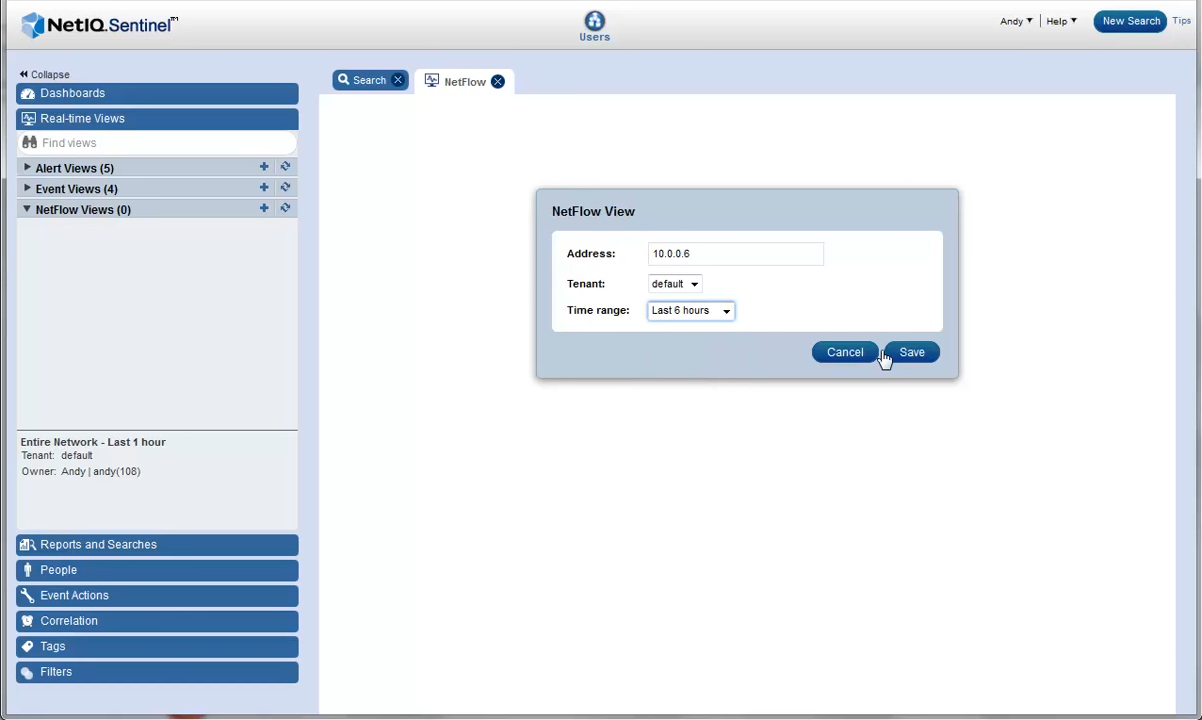 NetIQ. Sentinel™
Users
Andy ▾ | Help ▾
New Search
Tips
Collapse
Dashboards
Real-time Views
Find views
Alert Views (5)
Event Views (4)
NetFlow Views (0)
Entire Network - Last 1 hour
Tenant: default
Owner: Andy | andy(108)
Reports and Searches
People
Event Actions
Correlation
Tags
Filters
Search
NetFlow
NetFlow View
Address: 10.0.0.6
Tenant: default
Time range: Last 6 hours
Cancel
Save